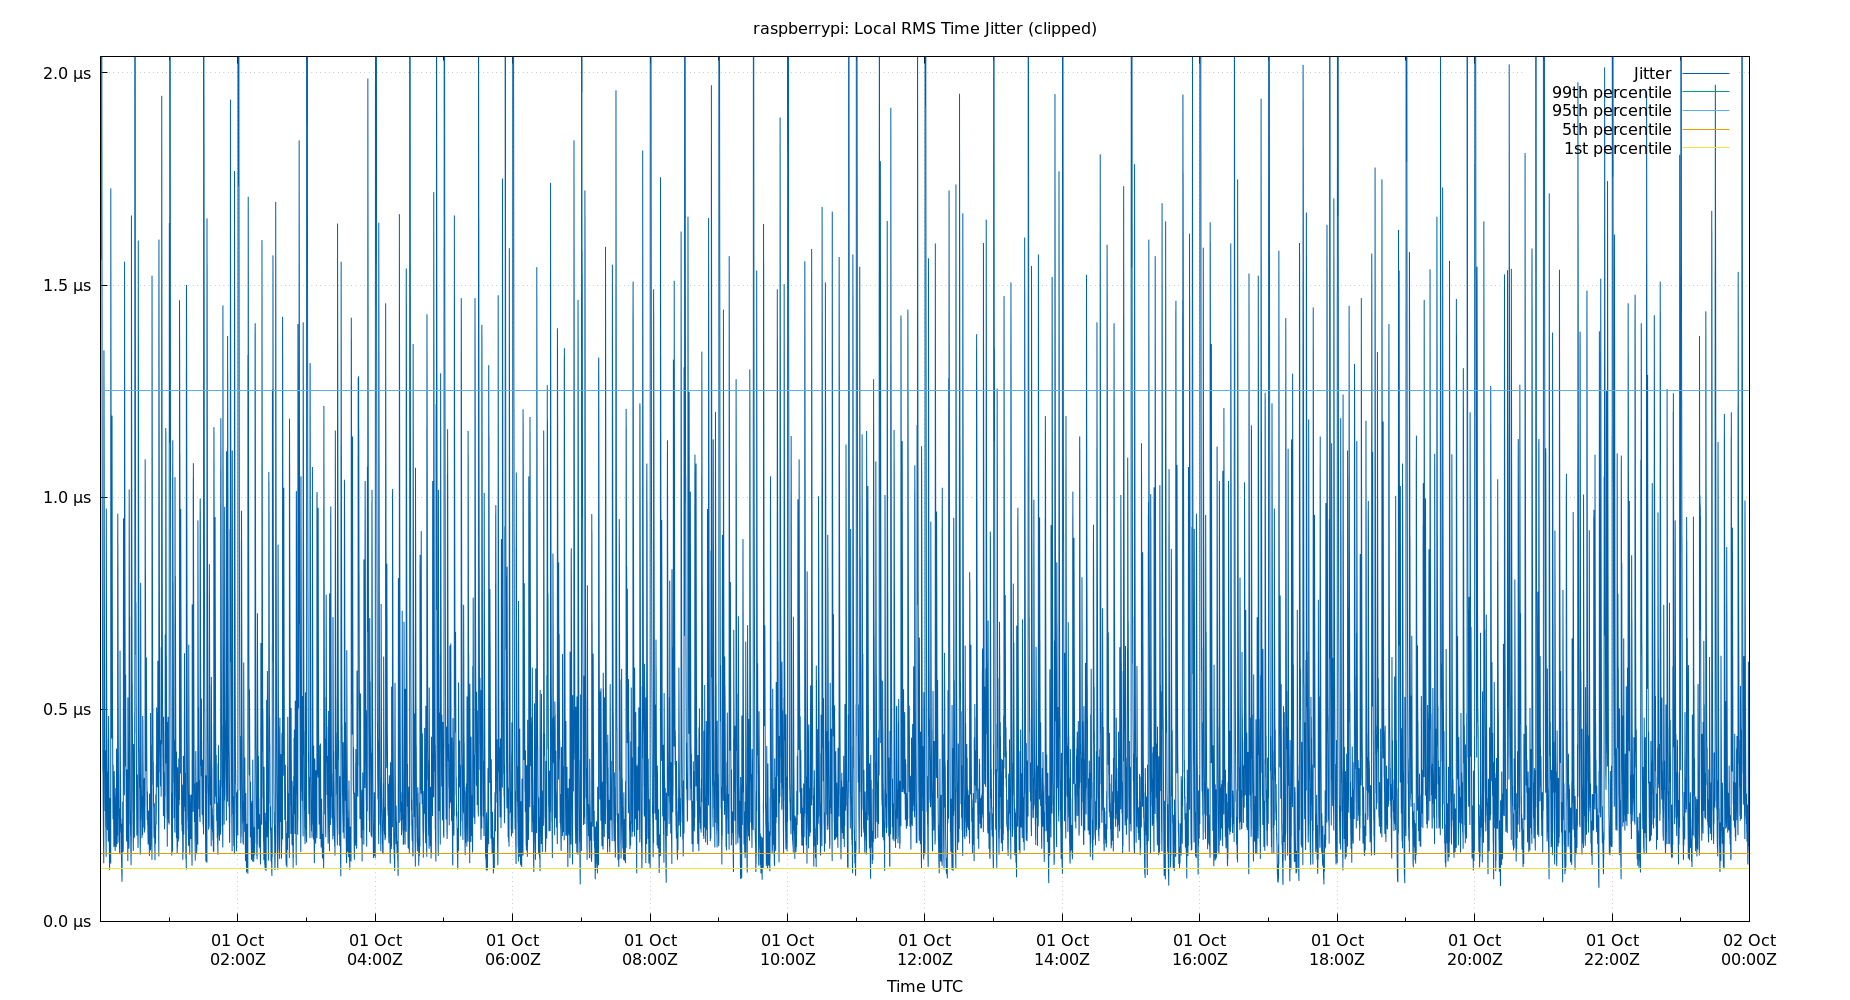 raspberrypi: Local RMS Time Jitter (clipped)
2.0 µs
1.5 µs
1.0 µs
0.5 µs
0.0 µs
Jitter
99th percentile
95th percentile
5th percentile
1st percentile
01 Oct 01 Oct 01 Oct 01 Oct 01 Oct 01 Oct 01 Oct 01 Oct 01 Oct 01 Oct 01 Oct 02 Oct
02:00Z 04:00Z 06:00Z 08:00Z 10:00Z 12:00Z 14:00Z 16:00Z 18:00Z 20:00Z 22:00Z 00:00Z
Time UTC